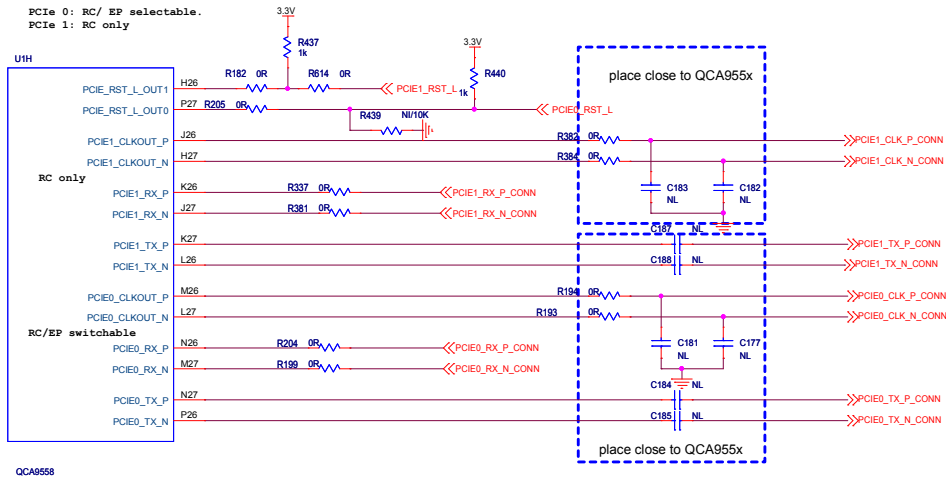 PCIe 0: RC/ EP selectable.
PCIe 1: RC only
3.3V
R437
1k
3.3V
U1H
R182 0R
R614 0R
R440
1k
place close to QCA955x
PCIE_RST_L_OUT1 H26
PCIE1_RST_L
PCIE_RST_L_OUT0 P27
R205 0R
PCIE0_RST_L
R439
NI/10K
PCIE1_CLKOUT_P J26
R382 0R
PCIE1_CLK_P_CONN
PCIE1_CLKOUT_N H27
R384 0R
PCIE1_CLK_N_CONN
RC only
PCIE1_RX_P K26
R337 0R
PCIE1_RX_P_CONN
C183
NL
C182
NL
PCIE1_RX_N J27
R381 0R
PCIE1_RX_N_CONN
PCIE1_TX_P K27
C187 NL
PCIE1_TX_P_CONN
PCIE1_TX_N L26
C188 NL
PCIE1_TX_N_CONN
PCIE0_CLKOUT_P M26
R194 0R
PCIE0_CLK_P_CONN
PCIE0_CLKOUT_N L27
R193 0R
PCIE0_CLK_N_CONN
RC/EP switchable
PCIE0_RX_P N26
R204 0R
PCIE0_RX_P_CONN
C181
NL
C177
NL
PCIE0_RX_N M27
R199 0R
PCIE0_RX_N_CONN
PCIE0_TX_P N27
C184 NL
PCIE0_TX_P_CONN
PCIE0_TX_N P26
C185 NL
PCIE0_TX_N_CONN
place close to QCA955x
QCA9558